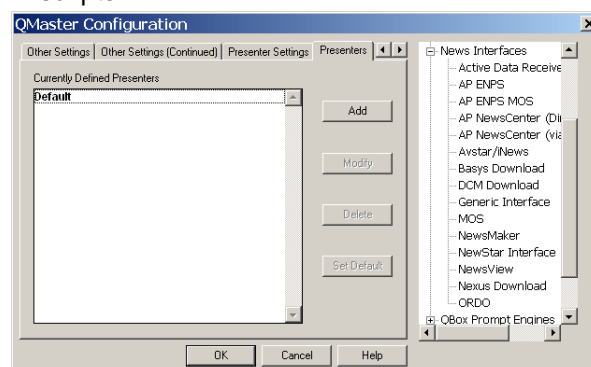 QMaster Configuration
Other Settings
Other Settings (Continued)
Presenter Settings
Presenters
Currently Defined Presenters
Default
Add
Modify
Delete
Set Default
OK
Cancel
Help
News Interfaces
Active Data Receive
AP ENPS
AP ENPS MOS
AP NewsCenter (Di
AP NewsCenter (via
Avstar/iNews
Basys Download
DCM Download
Generic Interface
MOS
NewsMaker
NewStar Interface
NewsView
Nexus Download
ORDO
QBox Prompt Engines